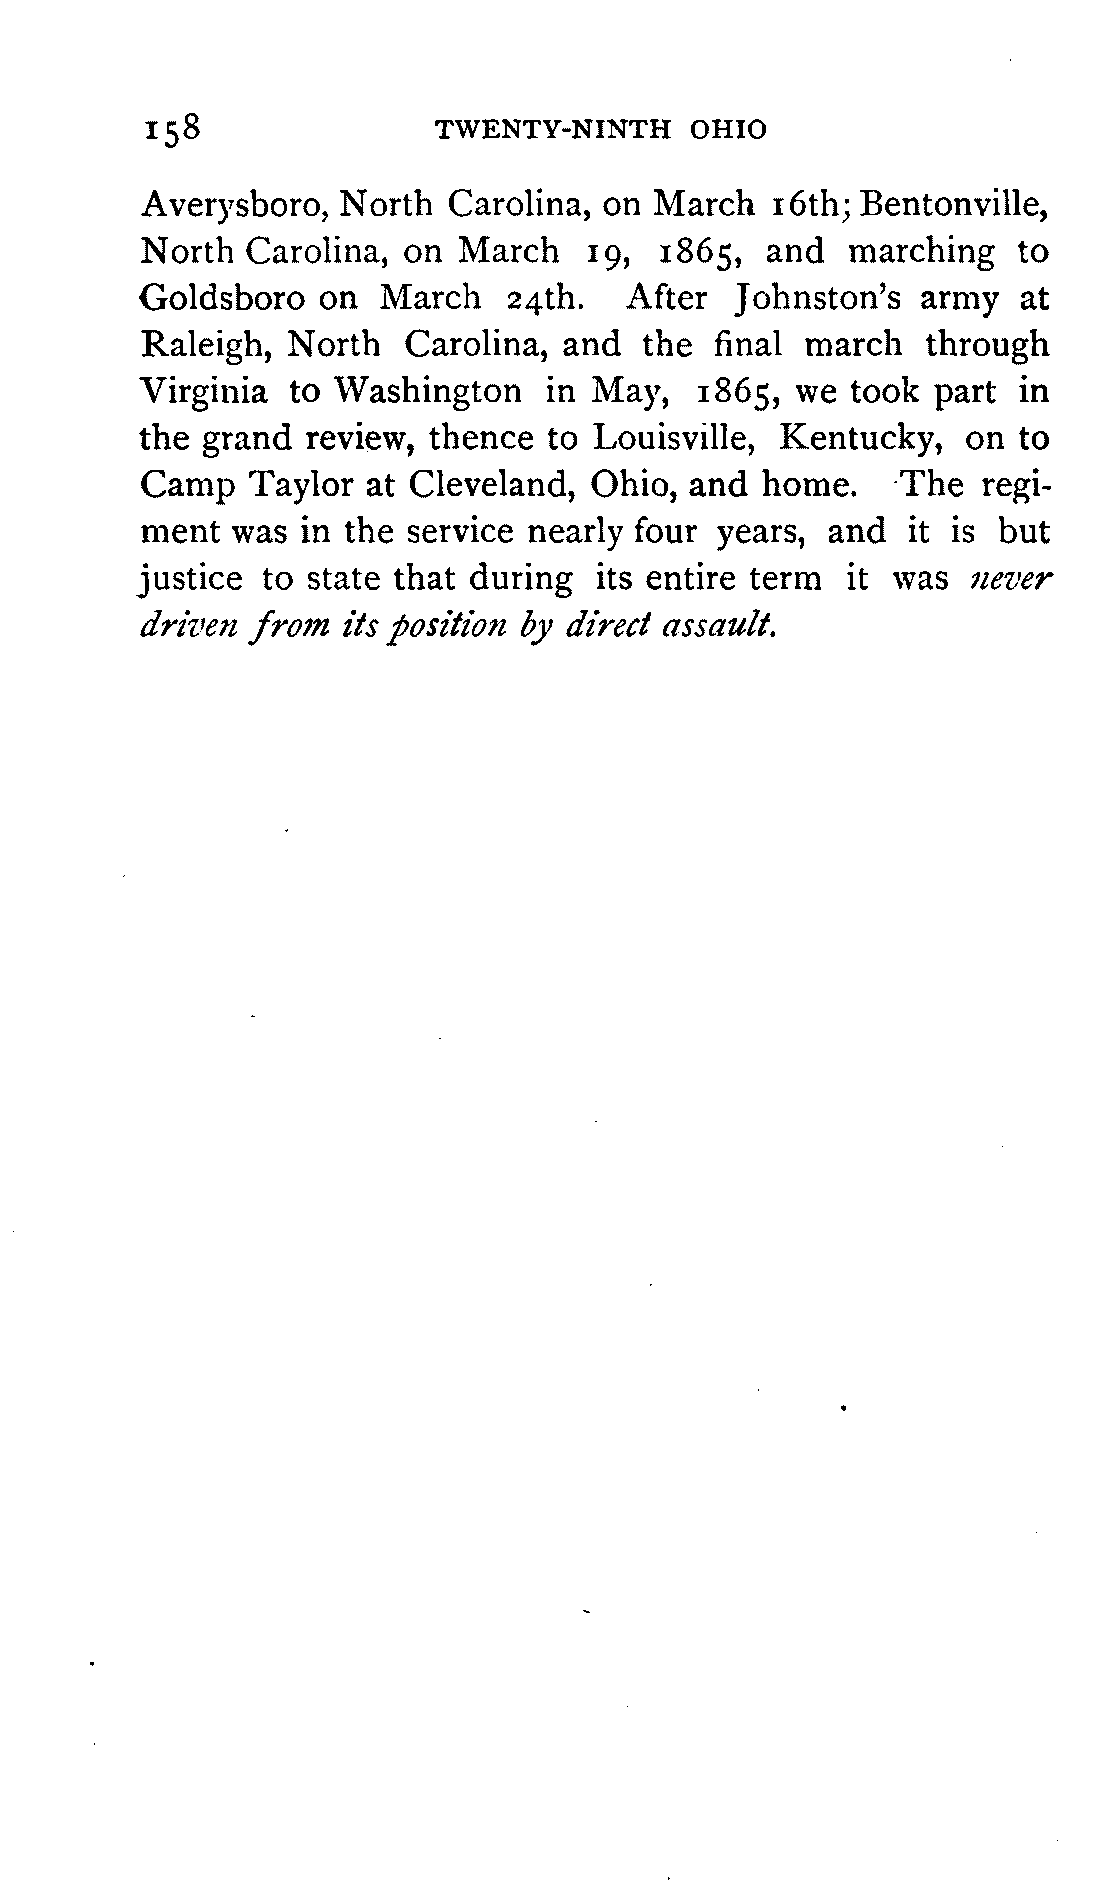 158 TWENTY-NINTH OHIO
Averysboro, North Carolina, on March 16th; Bentonville,
North Carolina, on March 19, 1865, and marching to
Goldsboro on March 24th. After Johnston's army at
Raleigh, North Carolina, and the final march through
Virginia to Washington in May, 1865, we took part in
the grand review, thence to Louisville, Kentucky, on to
Camp Taylor at Cleveland, Ohio, and home. The regi-
ment was in the service nearly four years, and it is but
justice to state that during its entire term it was never
driven from its position by direct assault.